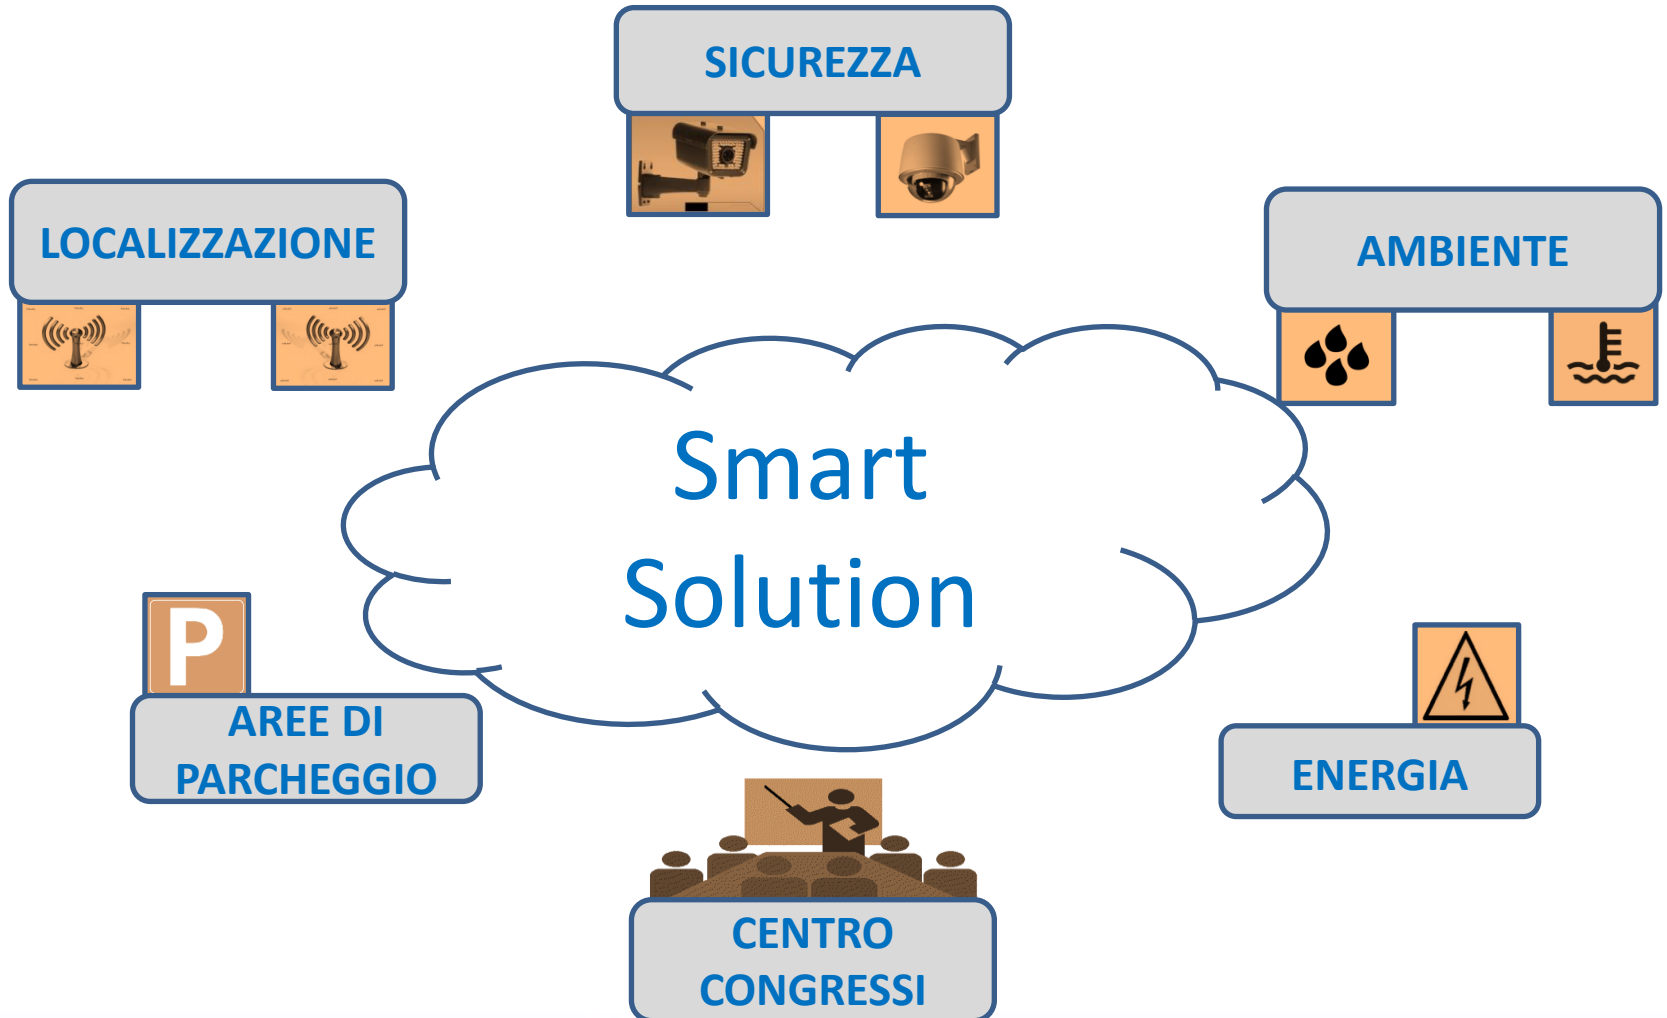 SICUREZZA
LOCALIZZAZIONE
AMBIENTE
Smart
Solution
P
AREE DI
PARCHEGGIO
ENERGIA
CENTRO
CONGRESSI